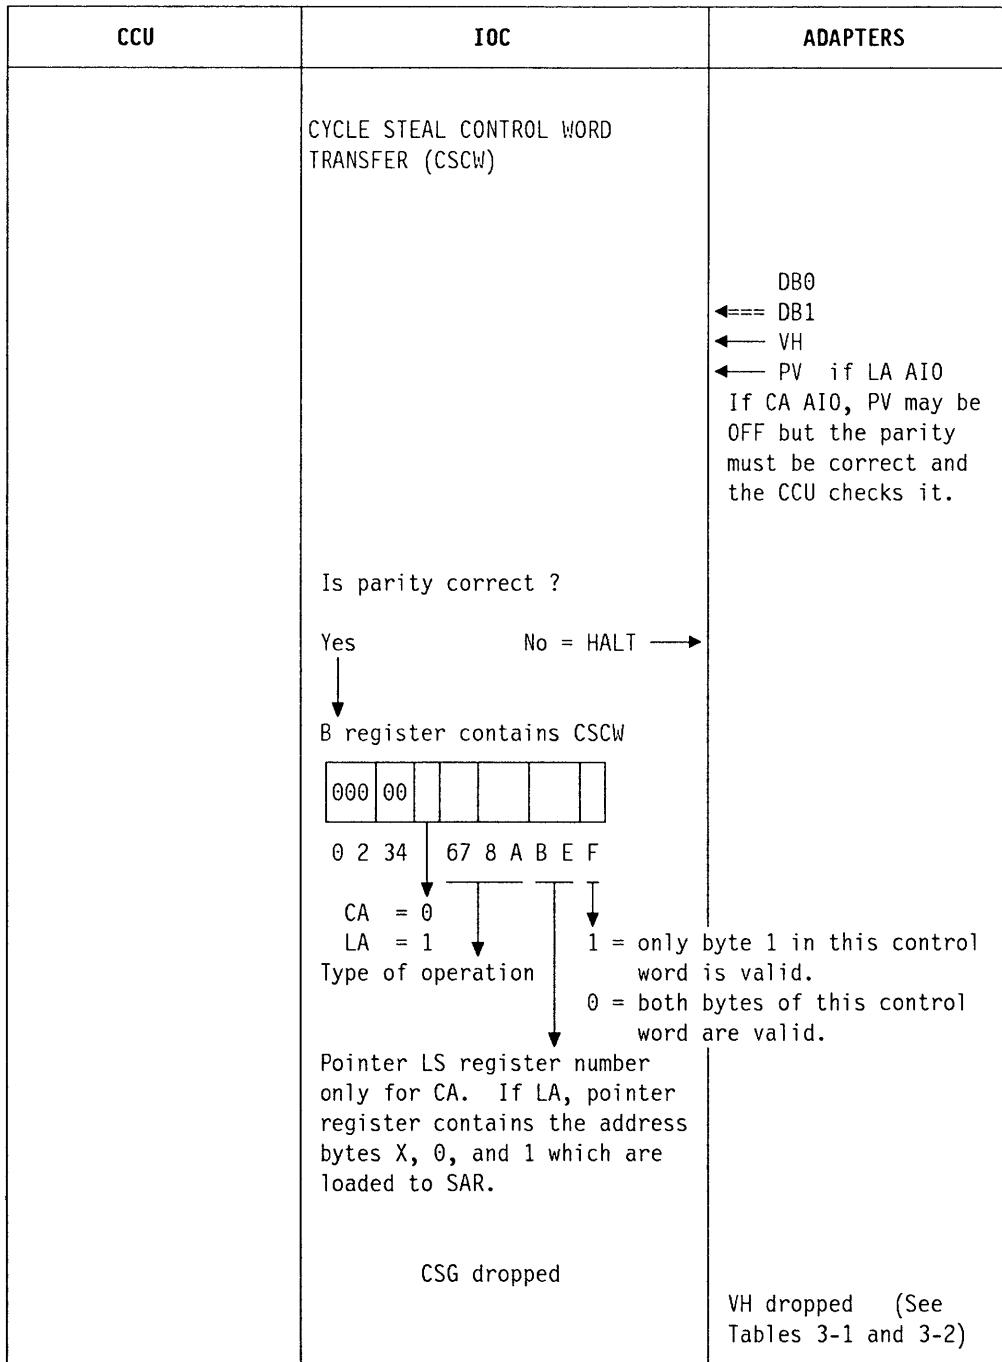 CCU
IOC
ADAPTERS
CYCLE STEAL CONTROL WORD
TRANSFER (CSCW)
DB0
=== DB1
VH
PV if LA AIO
If CA AIO, PV may be
OFF but the parity
must be correct and
the CCU checks it.
Is parity correct ?
Yes No = HALT
B register contains CSCW
000 00
0 2 34 67 8 A B E F
CA = 0
LA = 1
Type of operation
1 = only byte 1 in this control
word is valid.
0 = both bytes of this control
word are valid.
Pointer LS register number
only for CA. If LA, pointer
register contains the address
bytes X, 0, and 1 which are
loaded to SAR.
CSG dropped
VH dropped (See
Tables 3-1 and 3-2)